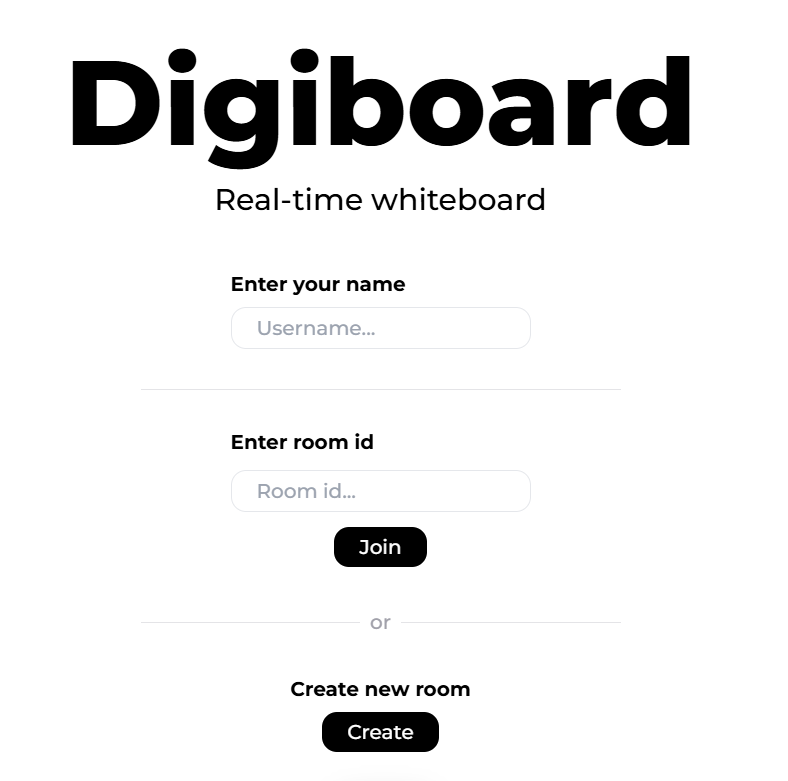 Digiboard
Real-time whiteboard
Enter your name
Username...
Enter room id
Room id...
Join
or
Create new room
Create